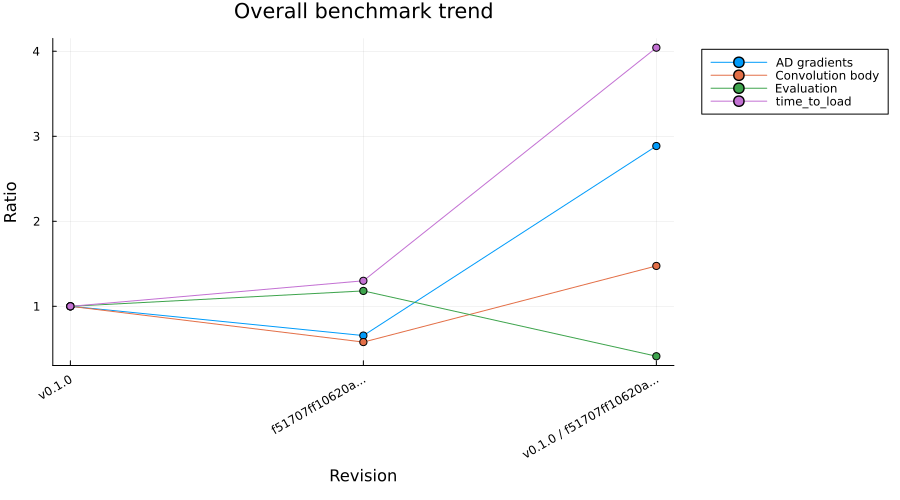 Overall benchmark trend
4
3
2
1
Ratio
v0.1.0
f51707ff10620a...
v0.1.0 / f51707ff10620a...
Revision
AD gradients
Convolution body
Evaluation
time_to_load